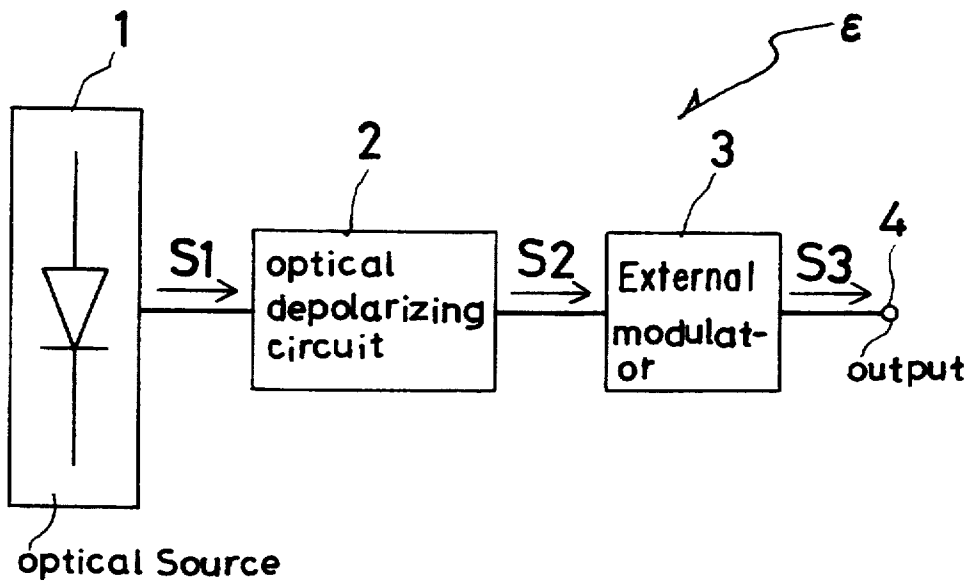 1
ε
2
3
4
S1
S2
S3
optical
depolarizing
circuit
External
modulat-
or
output
optical Source